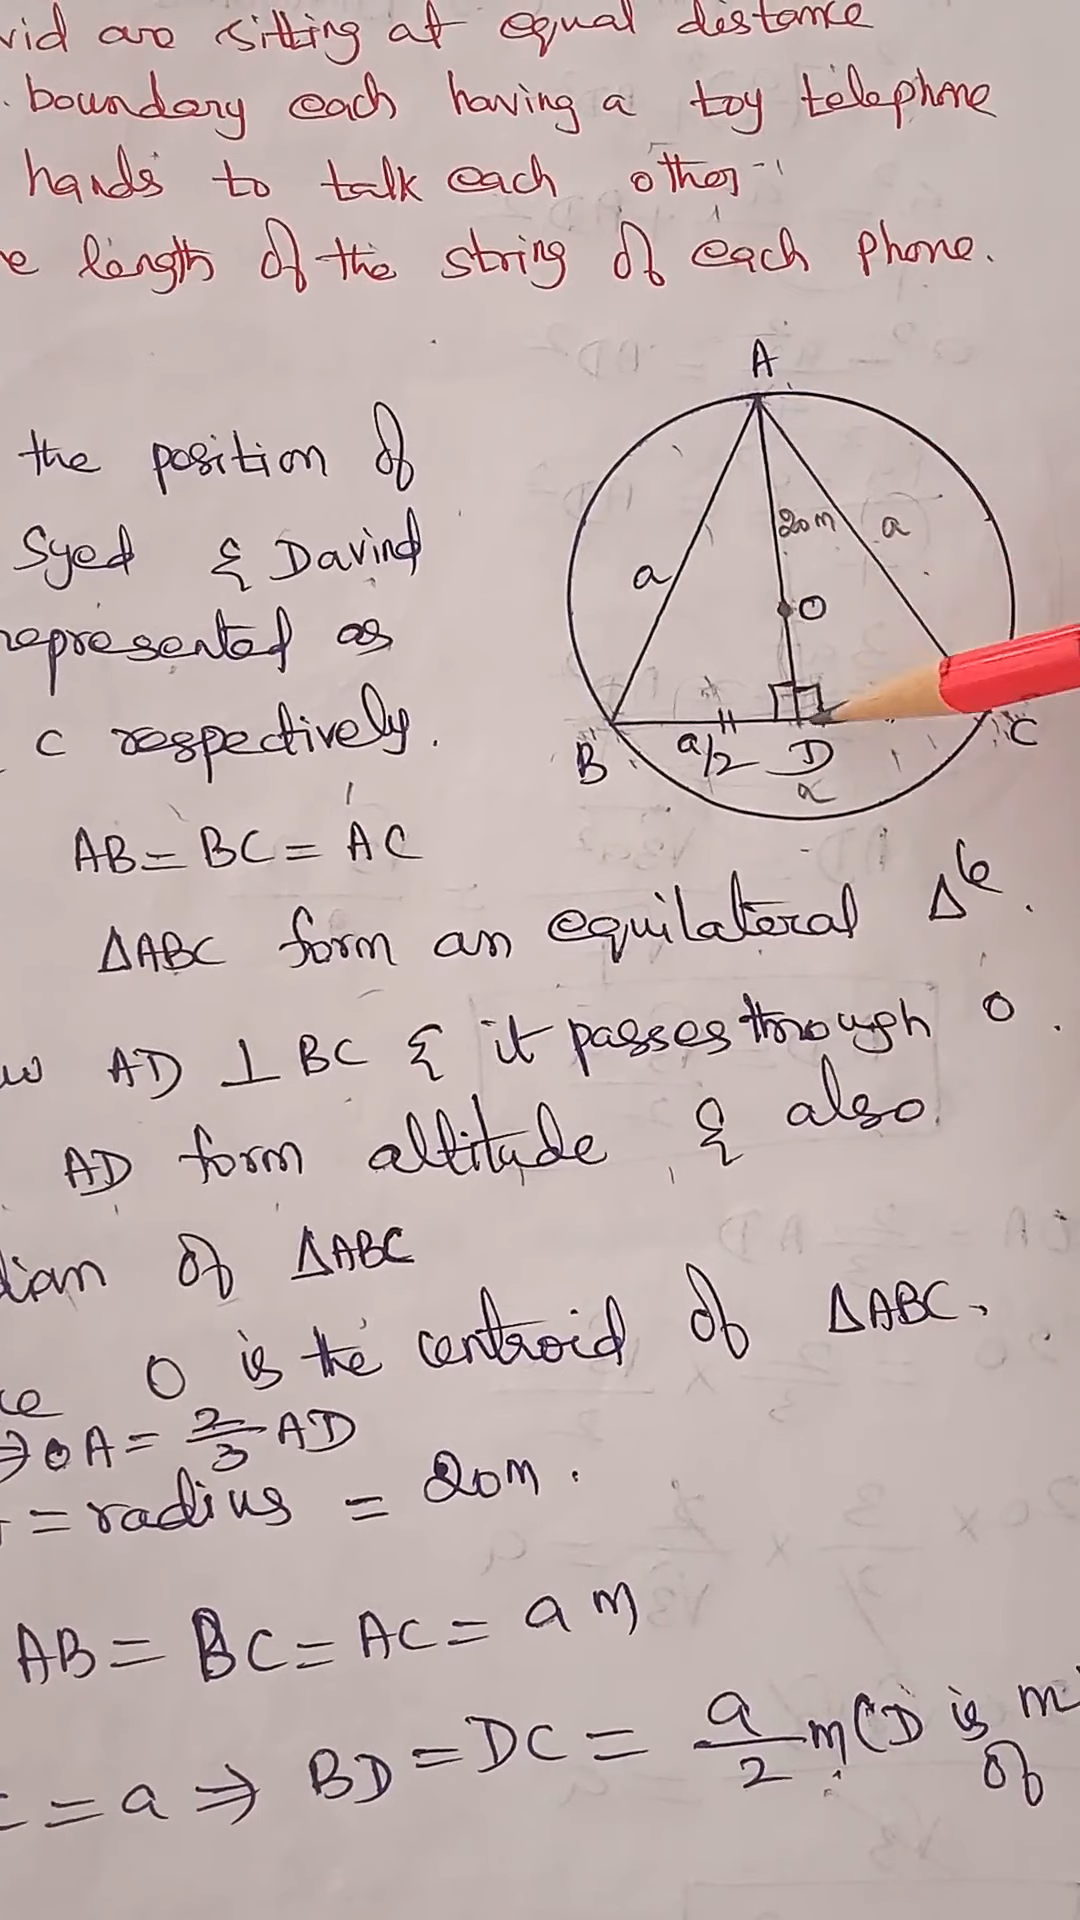 vid are sitting at equal distance
boundary each having a toy telephone
hands to talk each other
e length of the string of each phone.
A
the position of
20m
a
Syed & Davind
a
O
represented as
C respectively.
B
a/2
D
C
a
AB = BC = AC
ΔABC form an equilateral Δle.
w AD ⊥ BC & it passes through O.
AD form altitude & also
dian of ΔABC
ce O is the centroid of ΔABC.
⇒ OA = 2/3 AD
= radius = 20m.
AB = BC = AC = a m
= a ⇒ BD = DC = a/2 m (D is m
of